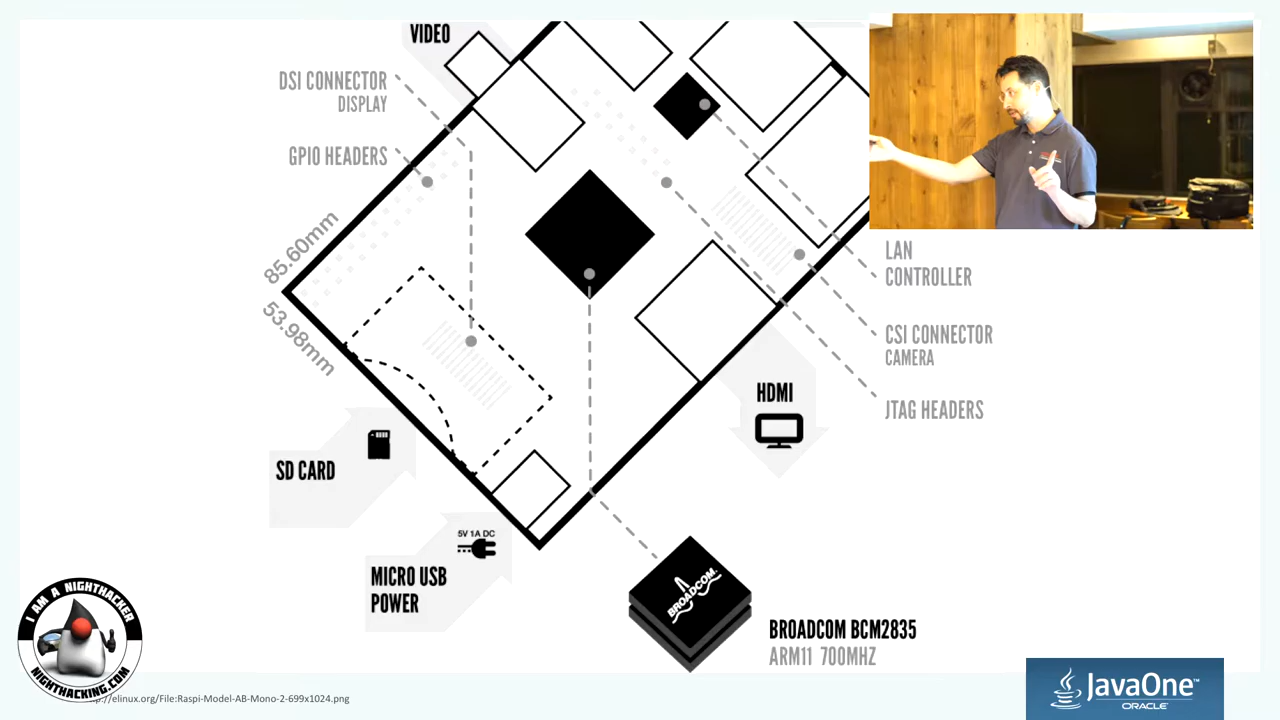 VIDEO
DSI CONNECTOR
DISPLAY
GPIO HEADERS
85.60mm
53.98mm
LAN
CONTROLLER
CSI CONNECTOR
CAMERA
JTAG HEADERS
HDMI
SD CARD
5V 1A DC
MICRO USB
POWER
BROADCOM.
BROADCOM BCM2835
ARM11 700MHZ
I AM A NIGHTHACKER
NIGHTHACKING.COM
p://elinux.org/File:Raspi-Model-AB-Mono-2-699x1024.png
JavaOne™
ORACLE